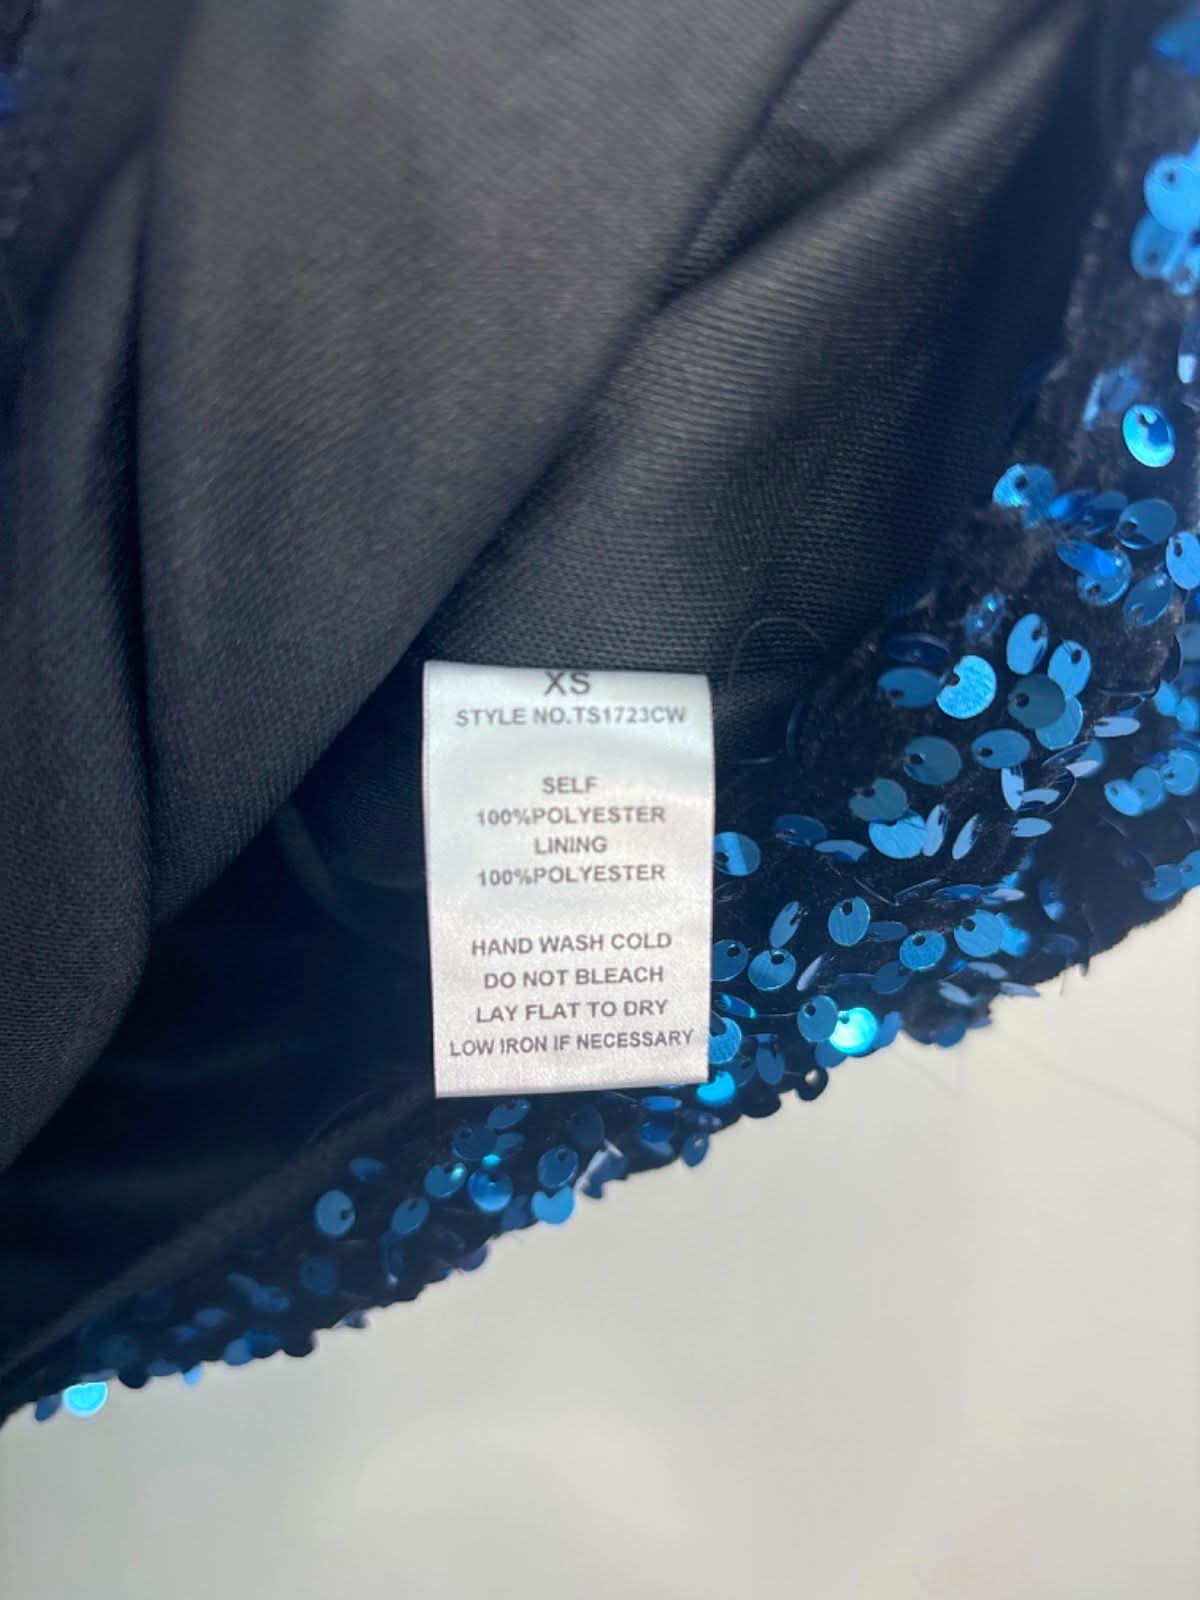 XS
STYLE NO.TS1723CW
SELF
100%POLYESTER
LINING
100%POLYESTER
HAND WASH COLD
DO NOT BLEACH
LAY FLAT TO DRY
LOW IRON IF NECESSARY